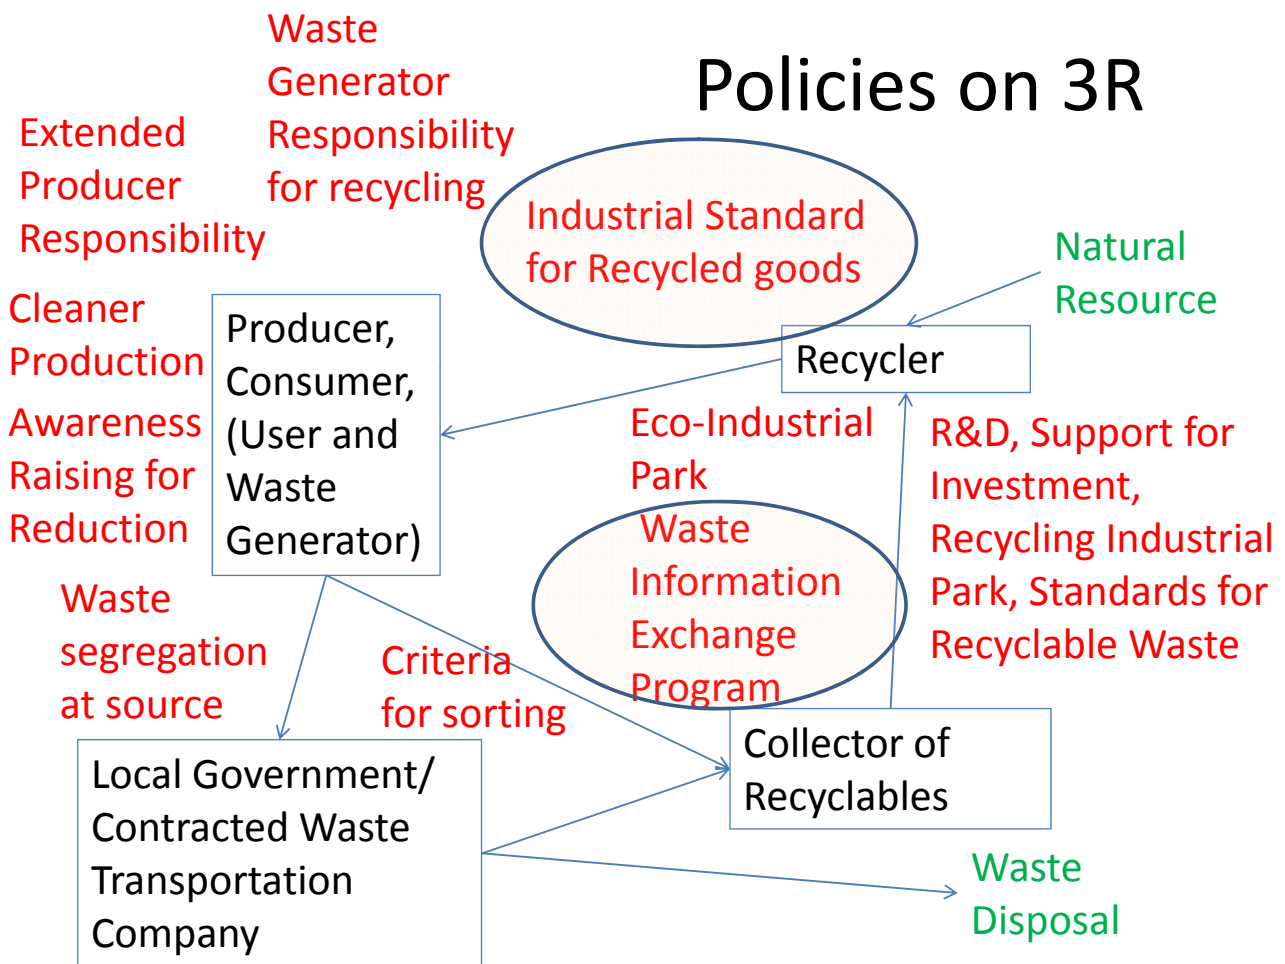 Policies on 3R
Waste
Generator
Responsibility
for recycling
Extended
Producer
Responsibility
Industrial Standard
for Recycled goods
Natural
Resource
Cleaner
Production
Producer,
Consumer,
(User and
Waste
Generator)
Recycler
Awareness
Raising for
Reduction
Eco-Industrial
Park
R&D, Support for
Investment,
Recycling Industrial
Park, Standards for
Recyclable Waste
Waste
Information
Exchange
Program
Waste
segregation
at source
Criteria
for sorting
Collector of
Recyclables
Local Government/
Contracted Waste
Transportation
Company
Waste
Disposal